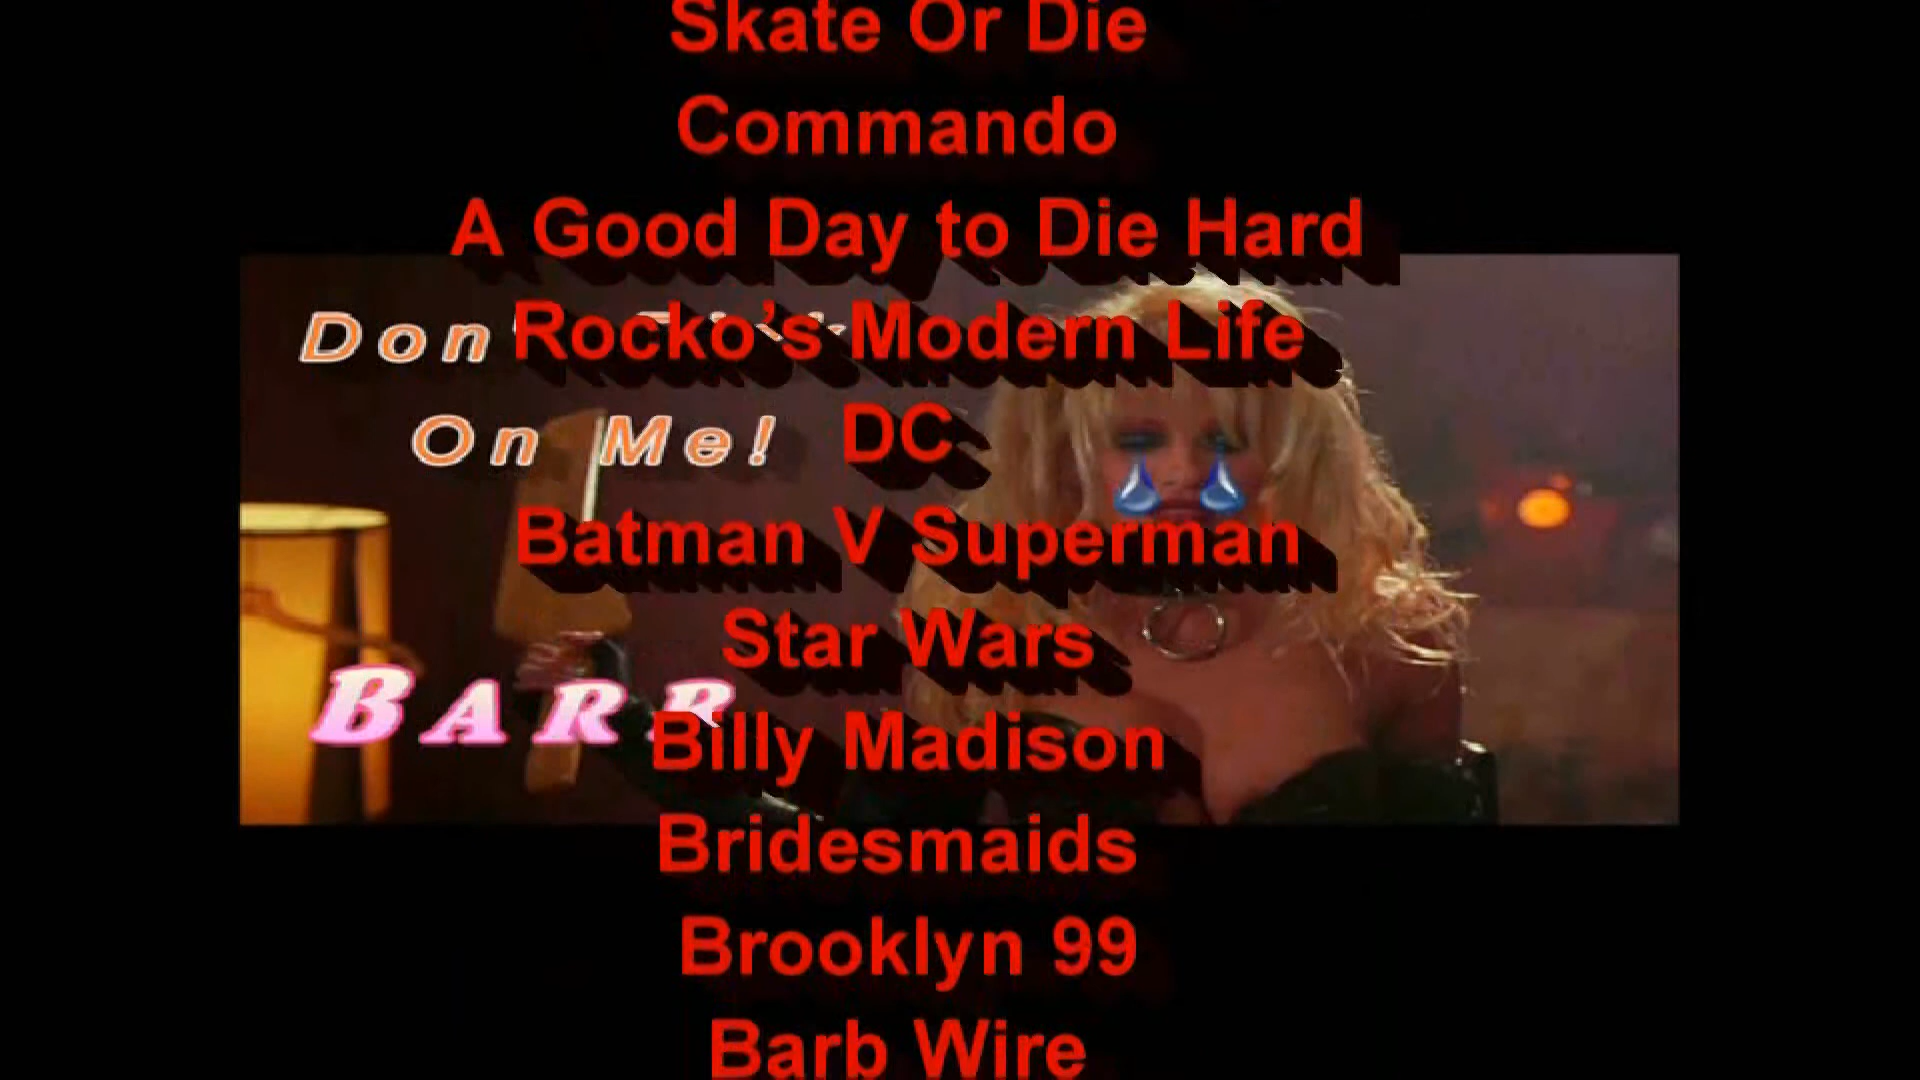 Skate Or Die
Commando
A Good Day to Die Hard
Rocko's Modern Life
DC
Batman V Superman
Star Wars
Billy Madison
Bridesmaids
Brooklyn 99
Barb Wire
On Me!